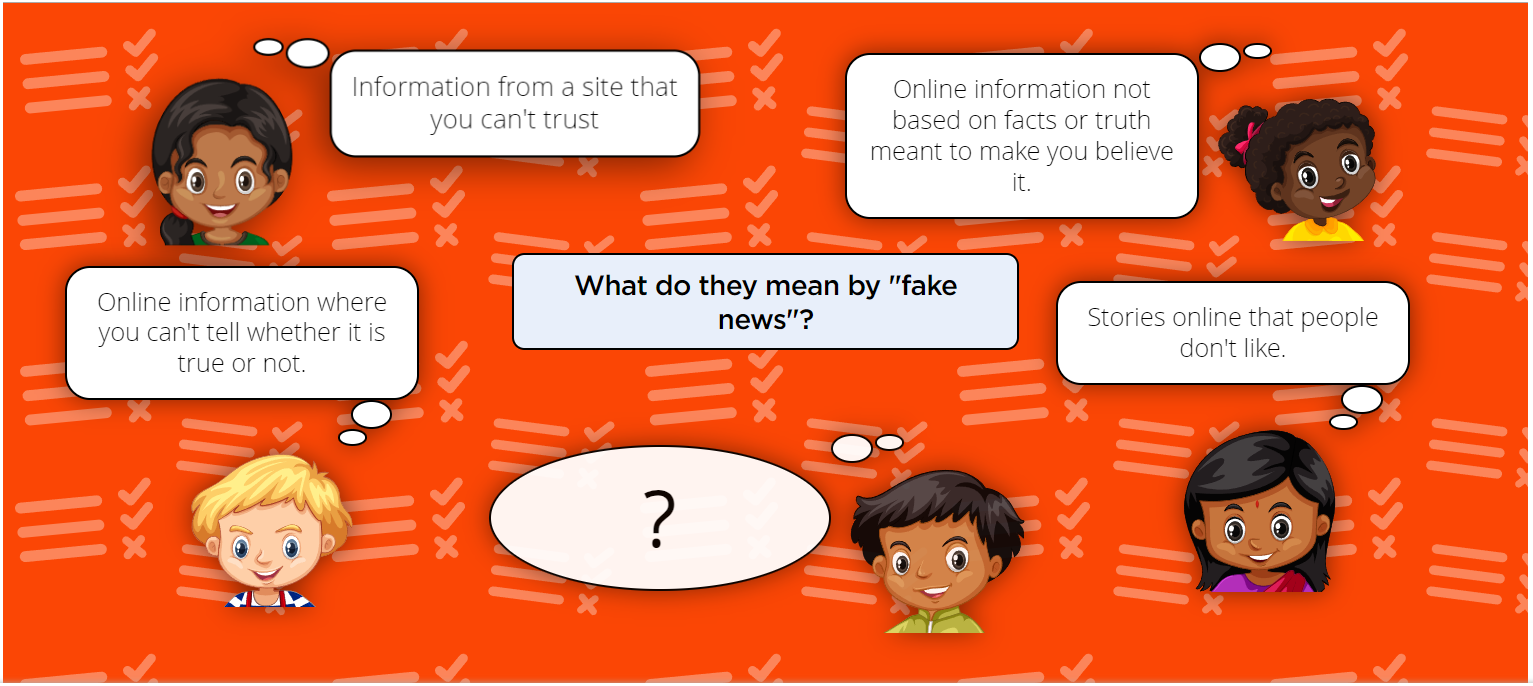 Information from a site that
you can't trust
Online information not
based on facts or truth
meant to make you believe
it.
What do they mean by "fake
news"?
Online information where
you can't tell whether it is
true or not.
Stories online that people
don't like.
?